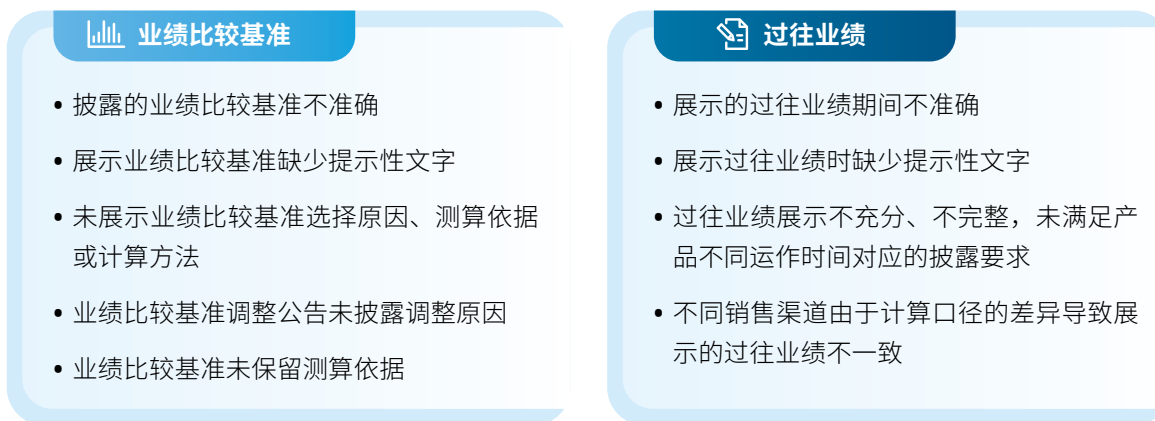 业绩比较基准
• 披露的业绩比较基准不准确
• 展示业绩比较基准缺少提示性文字
• 未展示业绩比较基准选择原因、测算依据
或计算方法
• 业绩比较基准调整公告未披露调整原因
• 业绩比较基准未保留测算依据
过往业绩
• 展示的过往业绩期间不准确
• 展示过往业绩时缺少提示性文字
• 过往业绩展示不充分、不完整，未满足产
品不同运作时间对应的披露要求
• 不同销售渠道由于计算口径的差异导致展
示的过往业绩不一致